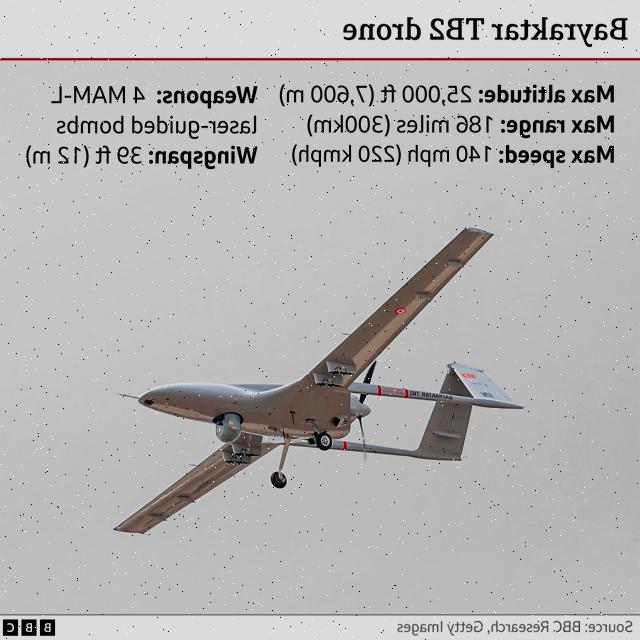 Bayraktar TB2 drone
Max altitude: 25,000 ft (7,600 m)
Max range: 186 miles (300km)
Max speed: 140 mph (220 kmph)
Weapons: 4 MAM-L
laser-guided bombs
Wingspan: 39 ft (12 m)
BAYRAKTAR TB2
Source: BBC Research, Getty Images
BBC